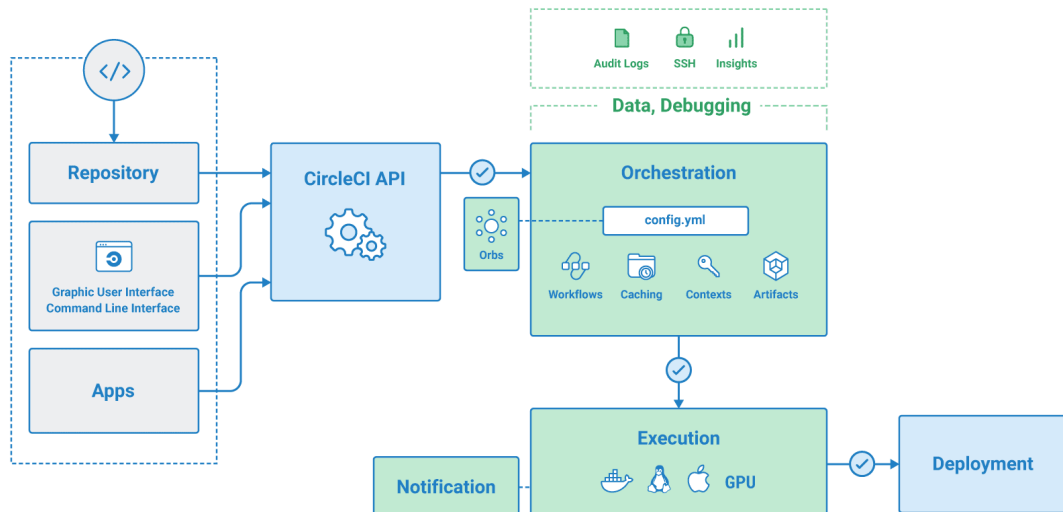 Audit Logs
SSH
Insights
Data, Debugging
</>
Repository
CircleCI API
Orchestration
config.yml
Orbs
Graphic User Interface
Command Line Interface
Workflows
Caching
Contexts
Artifacts
Apps
Execution
GPU
Notification
Deployment